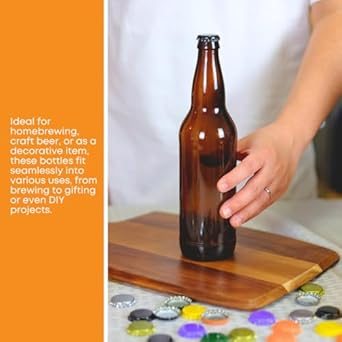 Ideal for
homebrewing,
craft beer, or as a
decorative item,
these bottles fit
seamlessly into
various uses, from
brewing to gifting
or even DIY
projects.